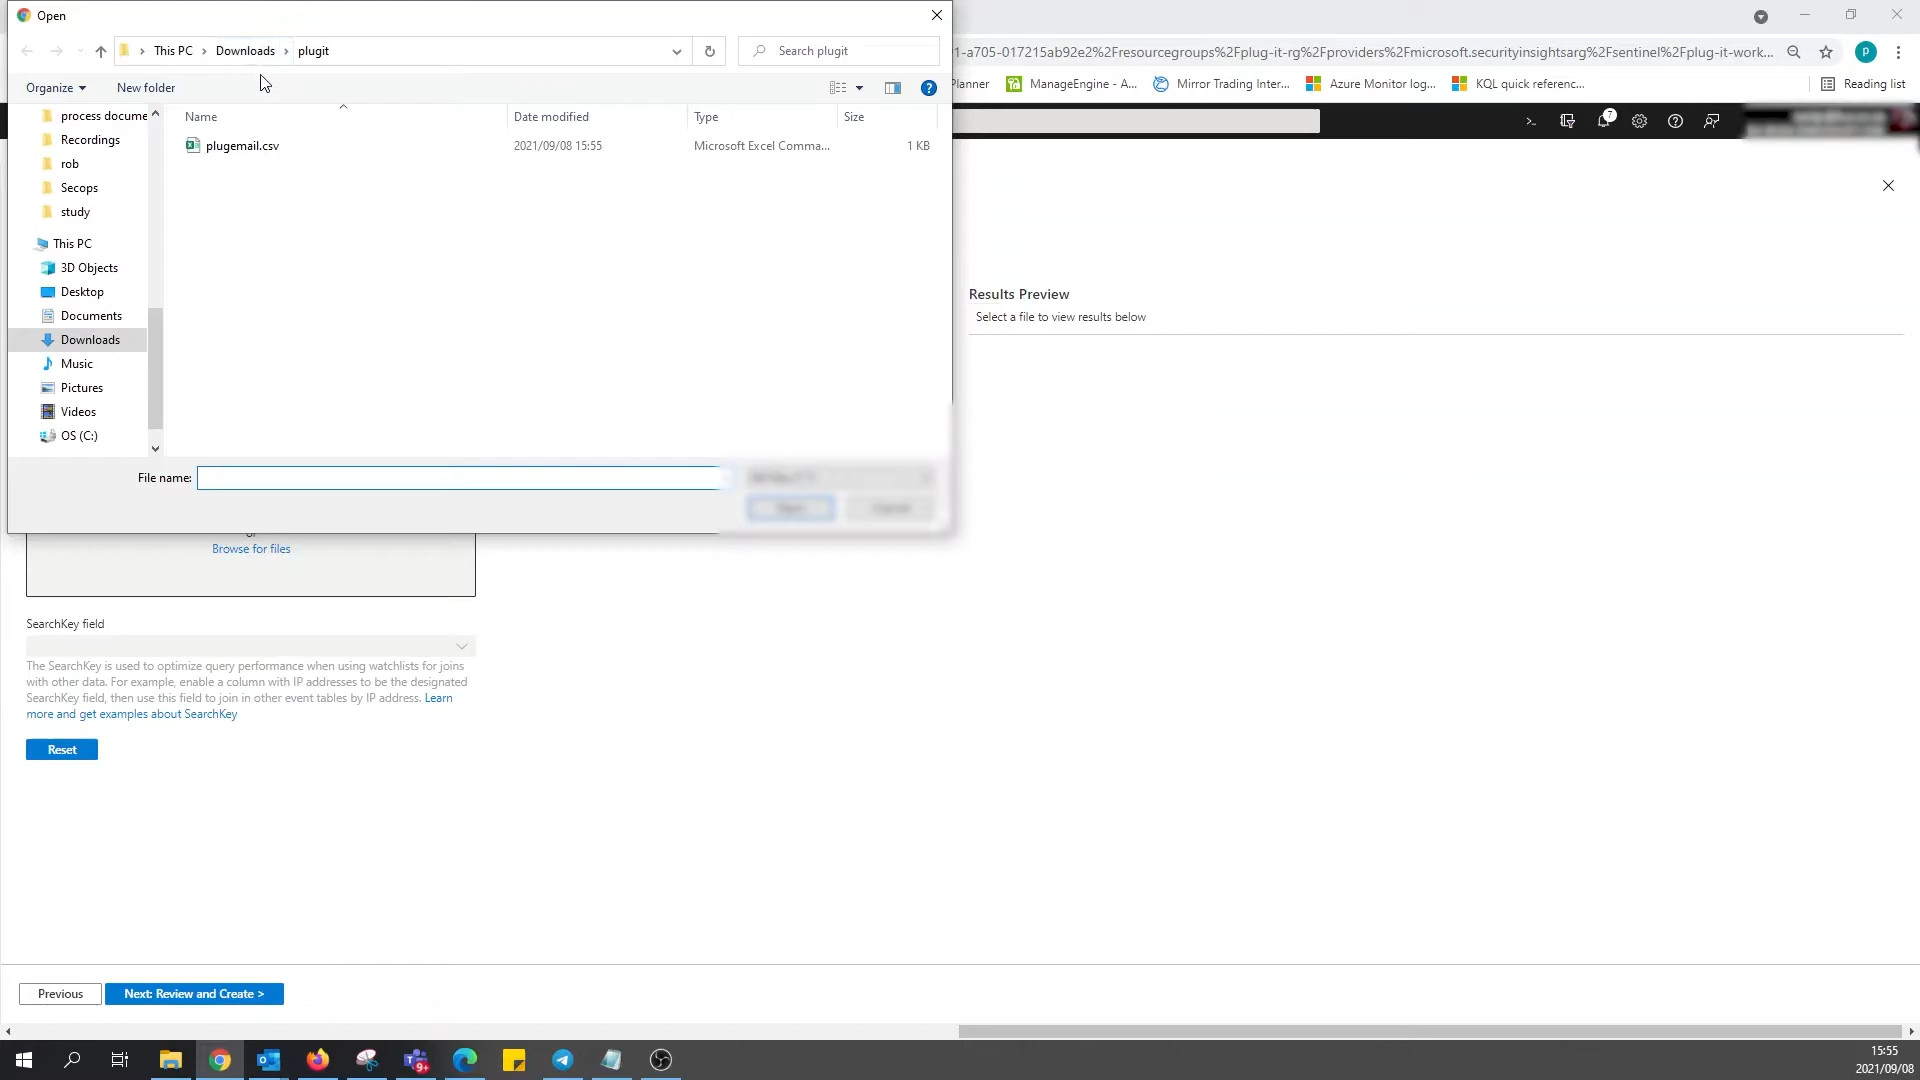 Open
This PC
Downloads
plugit
Search plugit
1-a705-017215ab92e2%2Fresourcegroups%2Fplug-it-rg%2Fproviders%2Fmicrosoft.securityinsightsarg%2Fsentinel%2Fplug-it-work...
P
Organize
New folder
Planner
ManageEngine - A...
Mirror Trading Inter...
Azure Monitor log...
KQL quick referenc...
Reading list
Name
Date modified
Type
Size
7
process docume
Recordings
rob
Secops
study
This PC
3D Objects
Desktop
Documents
Downloads
Music
Pictures
Videos
OS (C:)
plugemail.csv
2021/09/08 15:55
Microsoft Excel Comma...
1 KB
Results Preview
Select a file to view results below
File name:
or
Browse for files
SearchKey field
The SearchKey is used to optimize query performance when using watchlists for joins
with other data. For example, enable a column with IP addresses to be the designated
SearchKey field, then use this field to join in other event tables by IP address. Learn
more and get examples about SearchKey
Reset
Previous
Next: Review and Create >
9+
15:55
2021/09/08